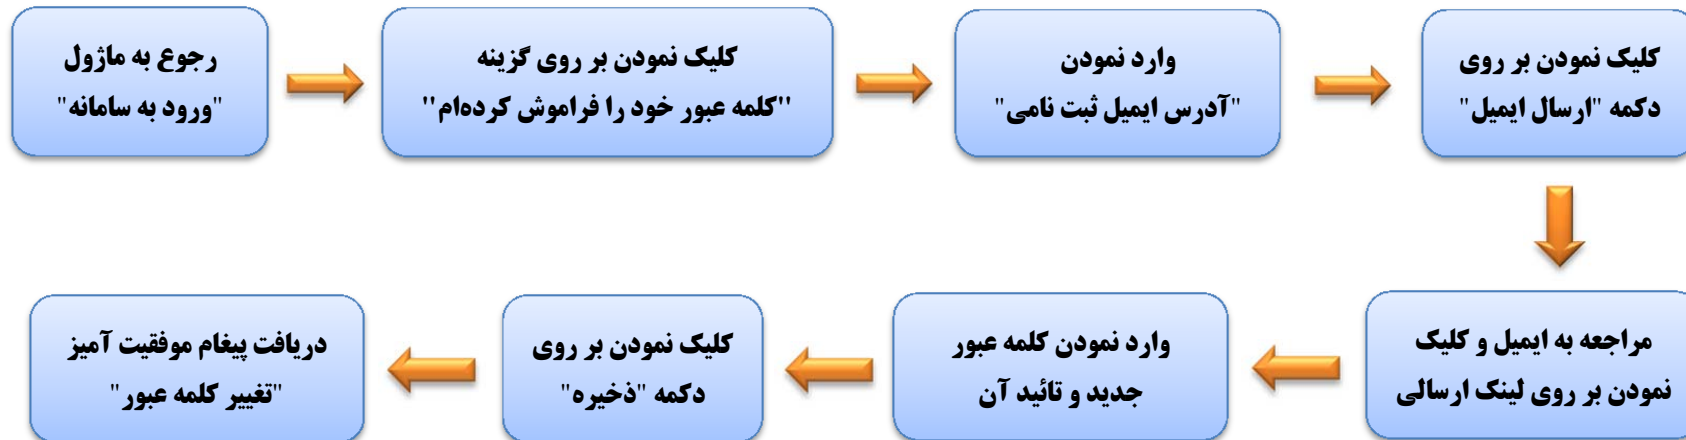 رجوع به ماژول
"ورود به سامانه"
کلیک نمودن بر روی گزینه
"کلمه عبور خود را فراموش کرده‌ام"
وارد نمودن
"آدرس ایمیل ثبت نامی"
کلیک نمودن بر روی
دکمه "ارسال ایمیل"
مراجعه به ایمیل و کلیک
نمودن بر روی لینک ارسالی
وارد نمودن کلمه عبور
جدید و تائید آن
کلیک نمودن بر روی
دکمه "ذخیره"
دریافت پیغام موفقیت آمیز
"تغییر کلمه عبور"